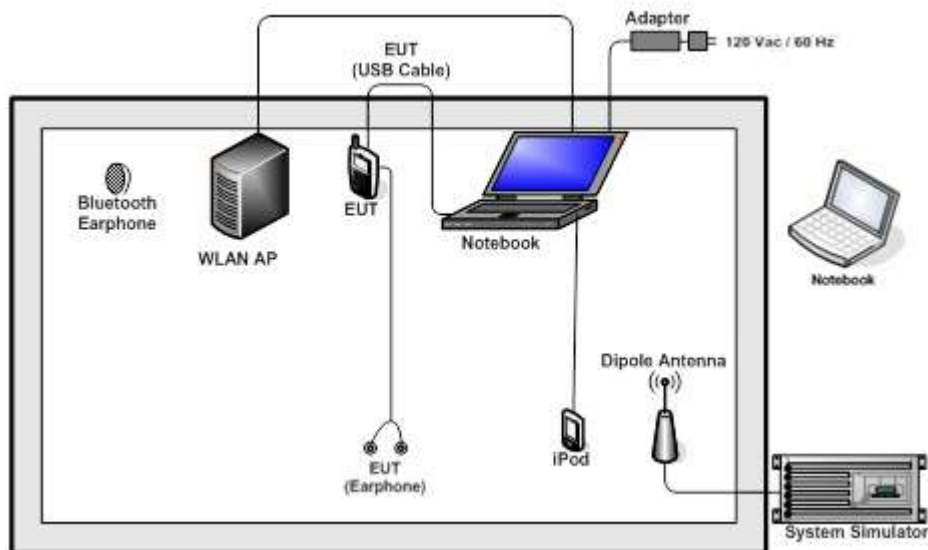 Adapter
120 Vac / 60 Hz
EUT
(USB Cable)
Bluetooth
Earphone
WLAN AP
EUT
Notebook
Notebook
Dipole Antenna
iPod
EUT
(Earphone)
System Simulator